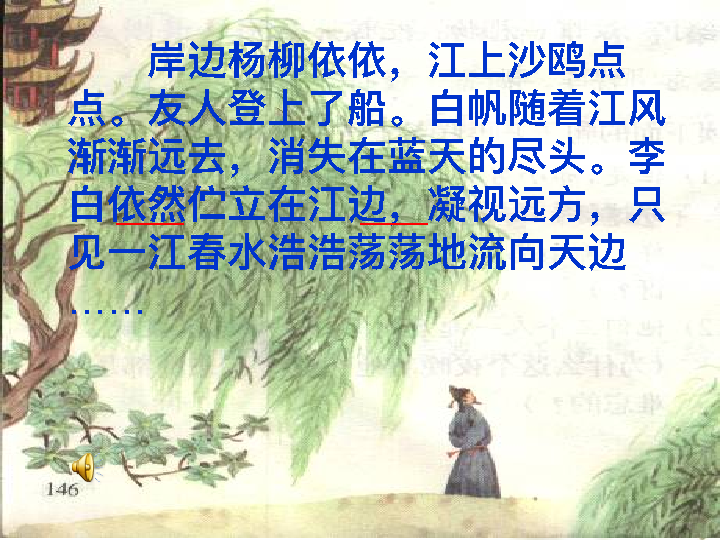 岸边杨柳依依，江上沙鸥点
点。友人登上了船。白帆随着江风
渐渐远去，消失在蓝天的尽头。李
白依然伫立在江边，凝视远方，只
见一江春水浩浩荡荡地流向天边
……
146